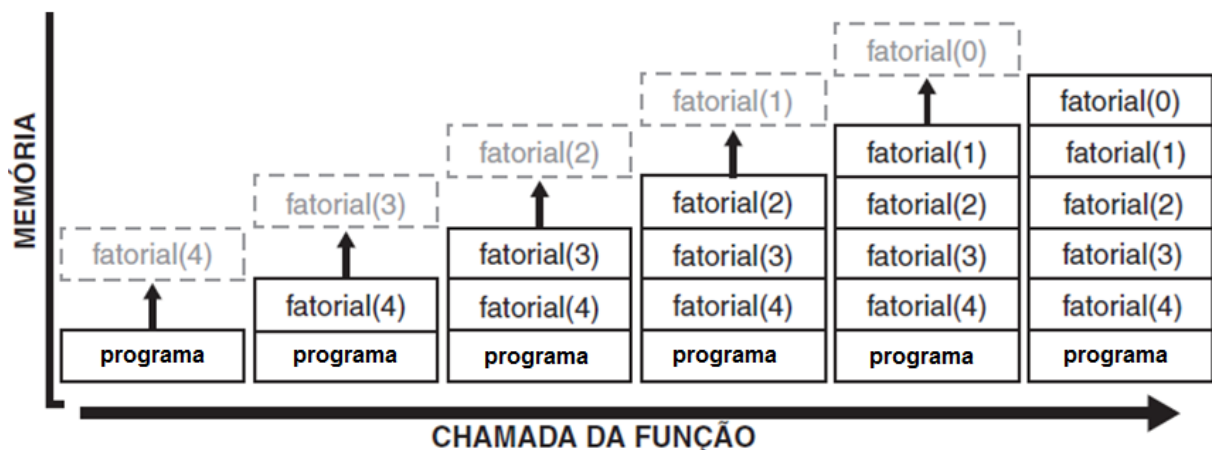 MEMÓRIA
fatorial(4)
programa
fatorial(3)
fatorial(4)
programa
fatorial(2)
fatorial(3)
fatorial(4)
programa
fatorial(1)
fatorial(2)
fatorial(3)
fatorial(4)
programa
fatorial(0)
fatorial(1)
fatorial(2)
fatorial(3)
fatorial(4)
programa
fatorial(0)
fatorial(1)
fatorial(2)
fatorial(3)
fatorial(4)
programa
CHAMADA DA FUNÇÃO